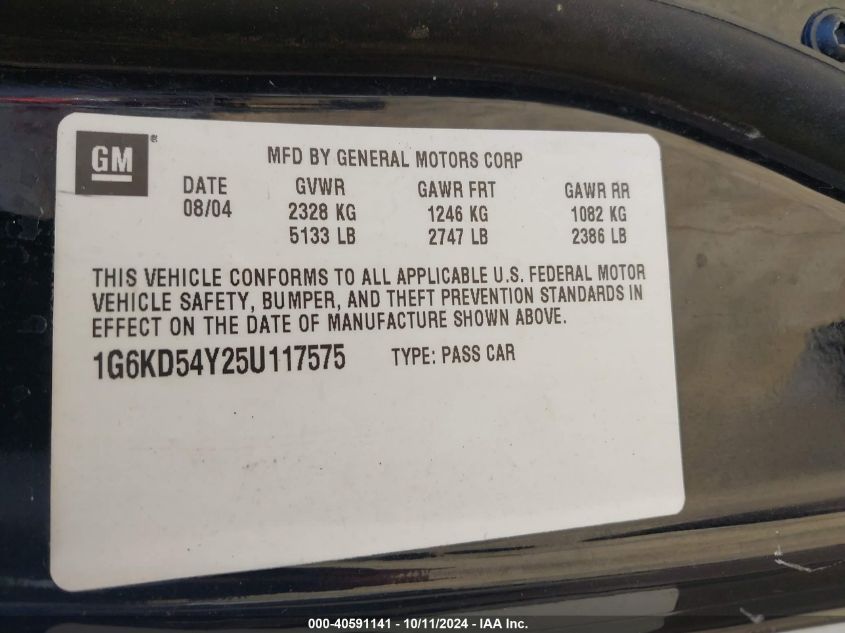 GM®
MFD BY GENERAL MOTORS CORP
DATE GVWR GAWR FRT GAWR RR
08/04 2328 KG 1246 KG 1082 KG
5133 LB 2747 LB 2386 LB
THIS VEHICLE CONFORMS TO ALL APPLICABLE U.S. FEDERAL MOTOR
VEHICLE SAFETY, BUMPER, AND THEFT PREVENTION STANDARDS IN
EFFECT ON THE DATE OF MANUFACTURE SHOWN ABOVE.
1G6KD54Y25U117575 TYPE: PASS CAR
000-40591141 - 10/11/2024 - IAA Inc.